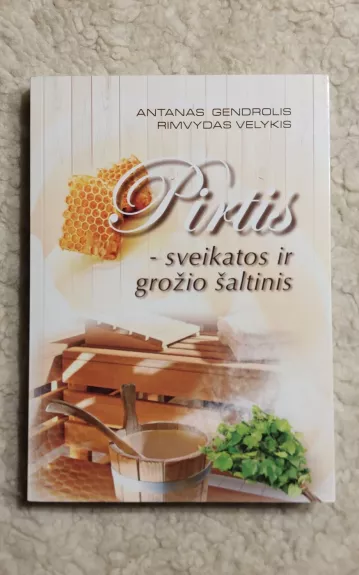 ANTANAS GENDROLIS
RIMVYDAS VELYKIS
Pirtis
- sveikatos ir
grožio šaltinis